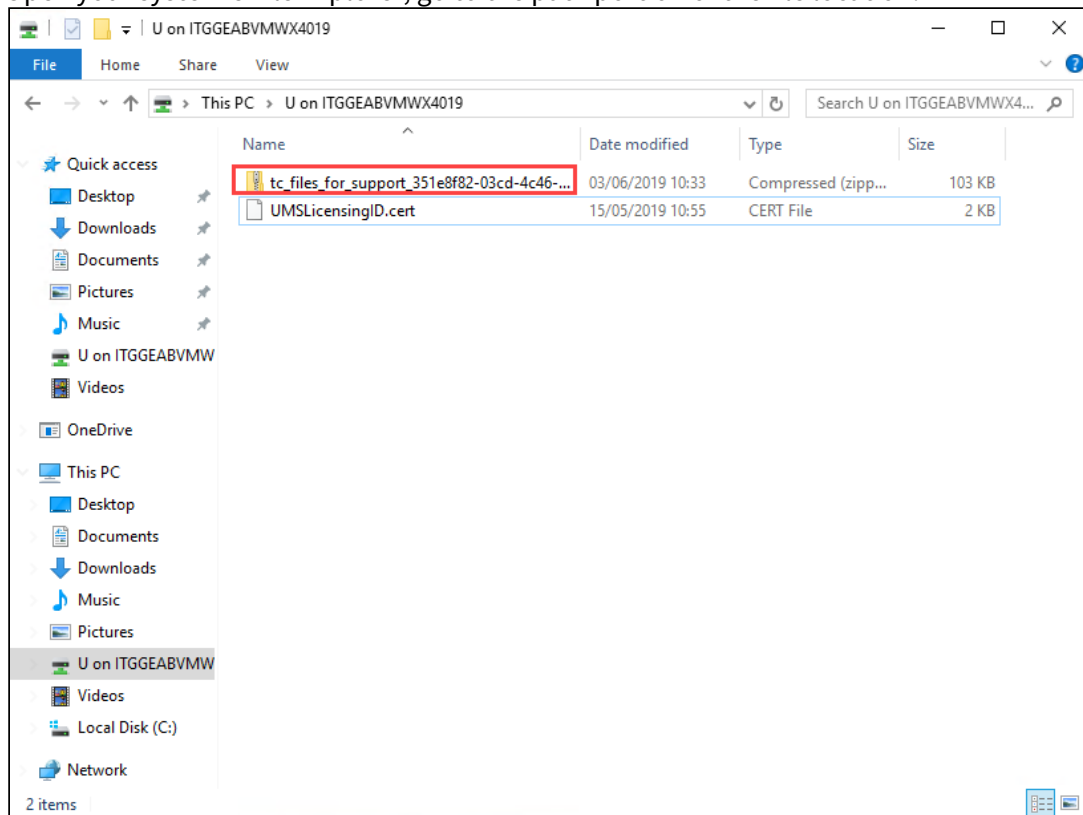 U on ITGGEABVMWX4019
File Home Share View
This PC > U on ITGGEABVMWX4019
Search U on ITGGEABVMWX4...
Name Date modified Type Size
tc_files_for_support_351e8f82-03cd-4c46-... 03/06/2019 10:33 Compressed (zipp... 103 KB
UMSLicensingID.cert 15/05/2019 10:55 CERT File 2 KB
Quick access
Desktop
Downloads
Documents
Pictures
Music
U on ITGGEABVMW
Videos
OneDrive
This PC
Desktop
Documents
Downloads
Music
Pictures
U on ITGGEABVMW
Videos
Local Disk (C:)
Network
2 items